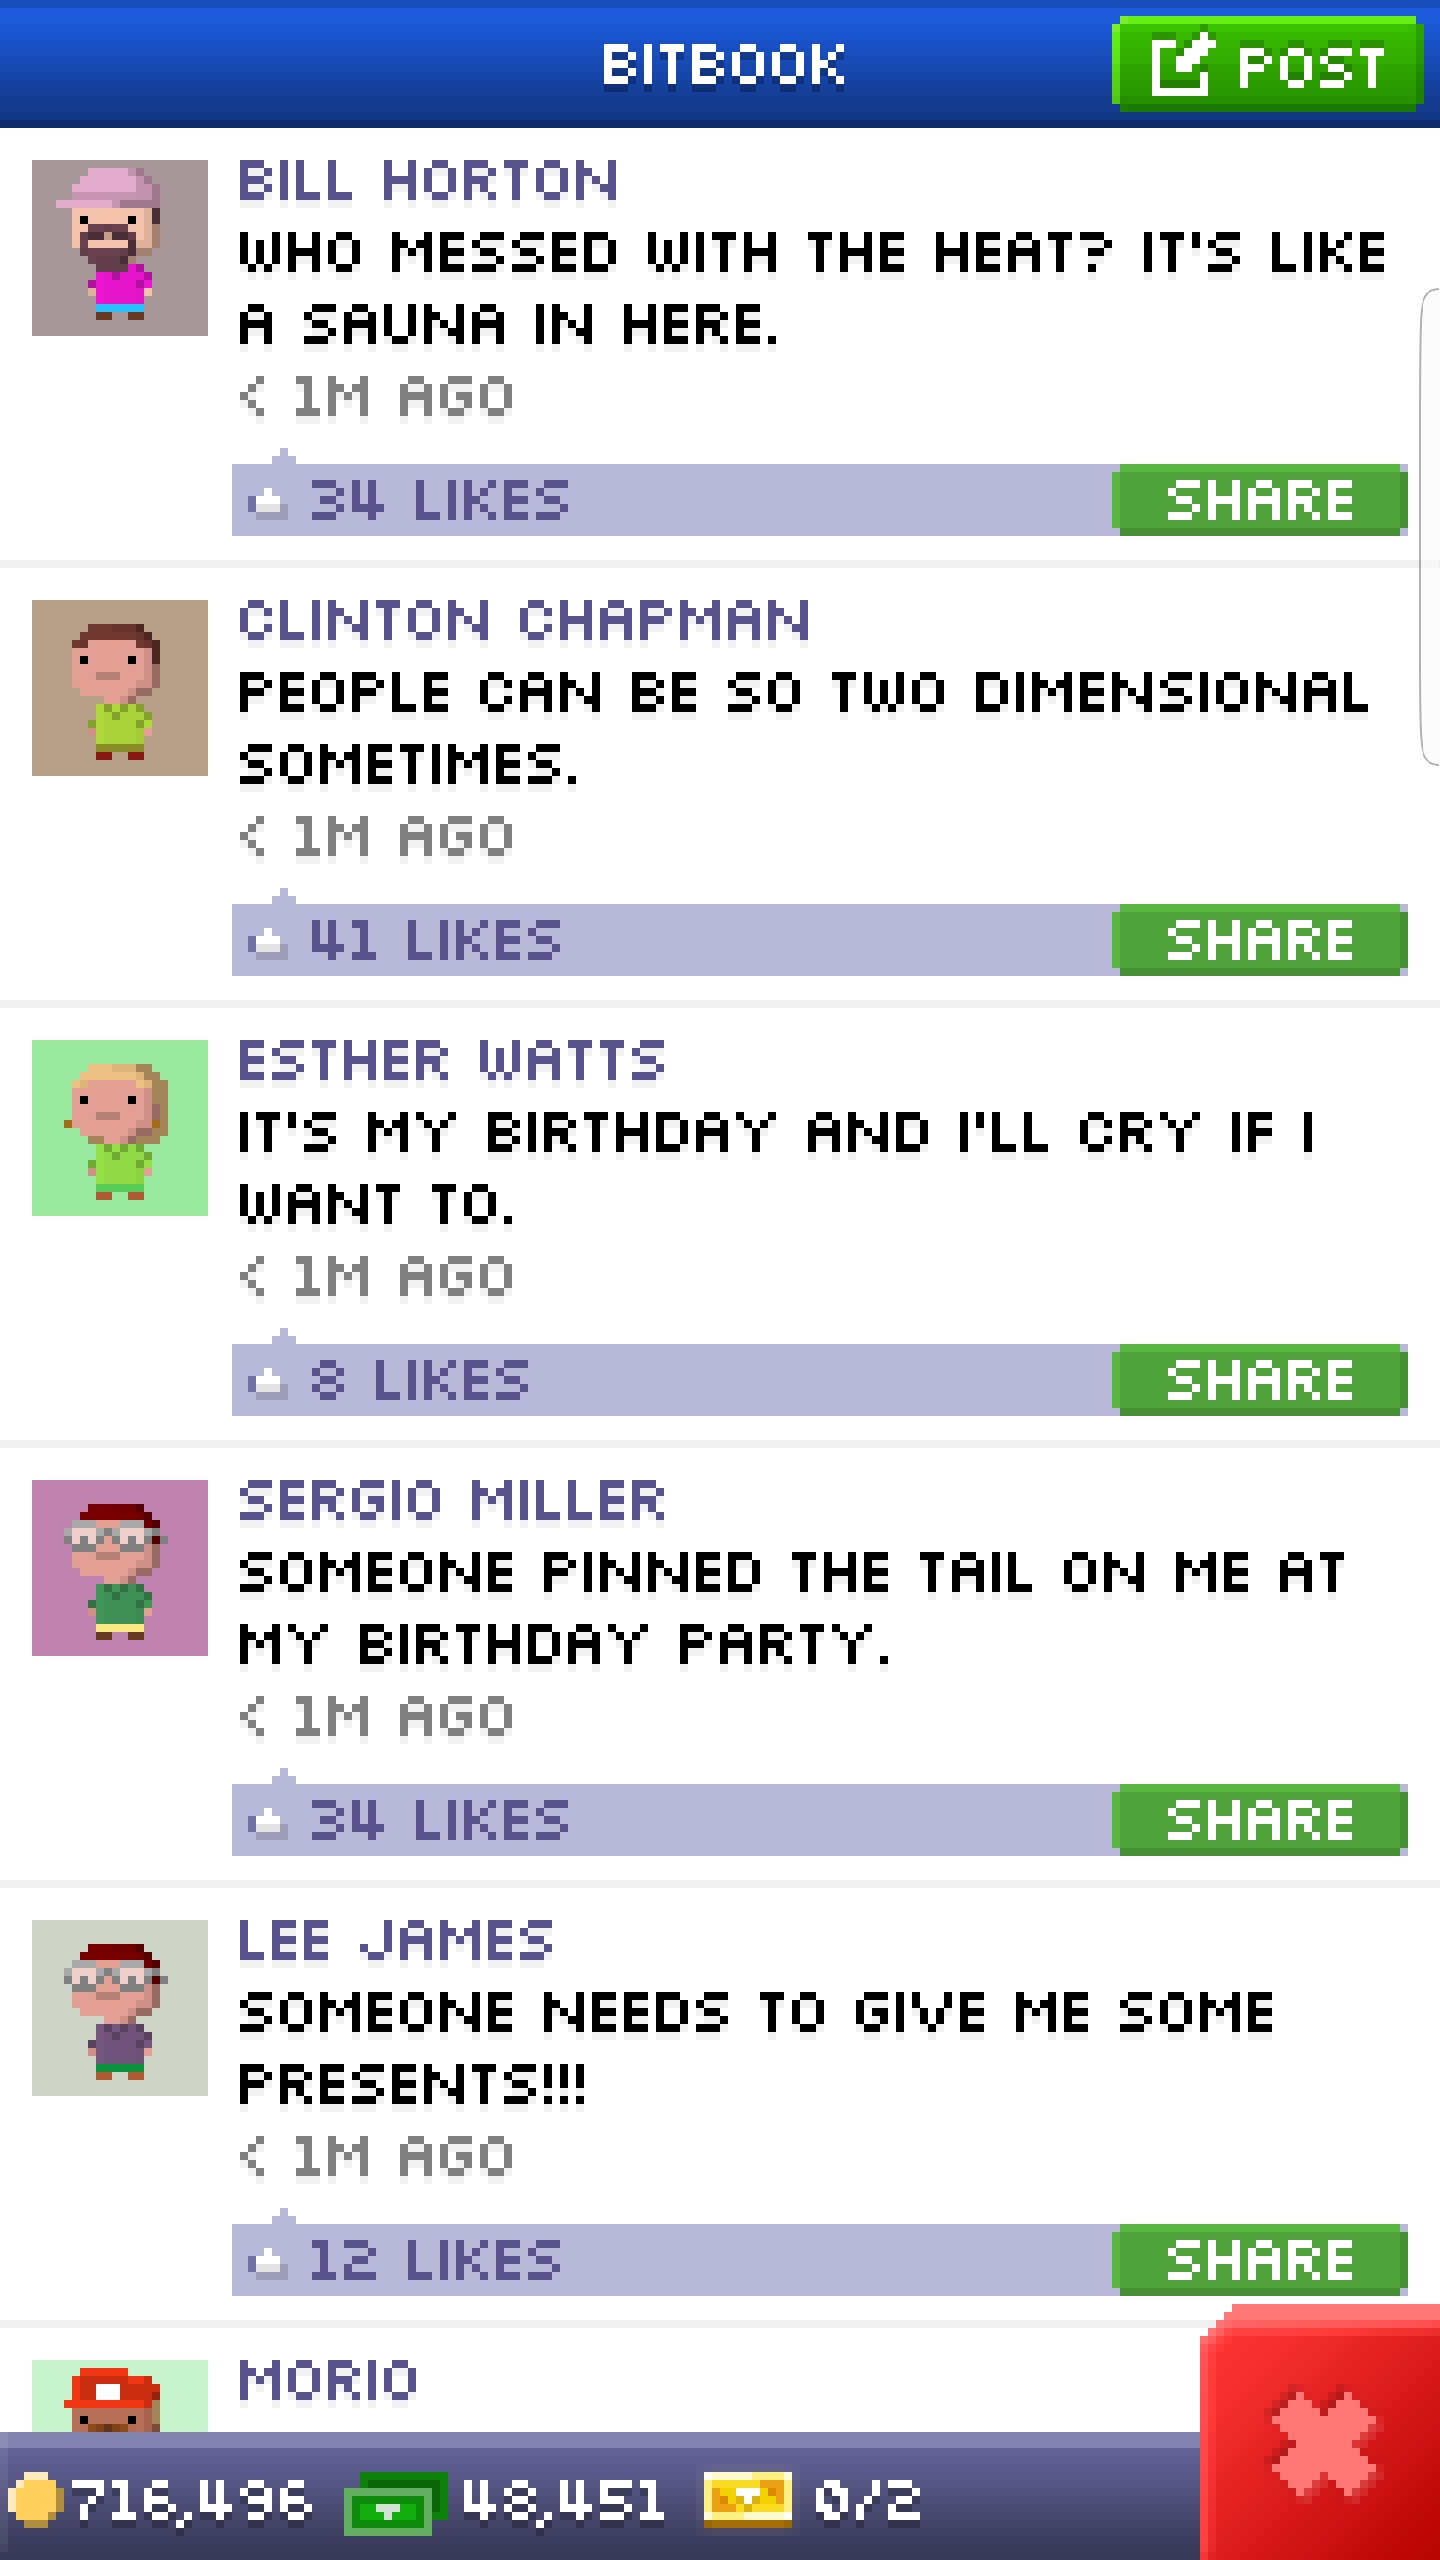 BITBOOK
POST
BILL HORTON
WHO MESSED WITH THE HEAT? IT'S LIKE
A SAUNA IN HERE.
< 1M AGO
34 LIKES
SHARE
CLINTON CHAPMAN
PEOPLE CAN BE SO TWO DIMENSIONAL
SOMETIMES.
< 1M AGO
41 LIKES
SHARE
ESTHER WATTS
IT'S MY BIRTHDAY AND I'LL CRY IF I
WANT TO.
< 1M AGO
8 LIKES
SHARE
SERGIO MILLER
SOMEONE PINNED THE TAIL ON ME AT
MY BIRTHDAY PARTY.
< 1M AGO
34 LIKES
SHARE
LEE JAMES
SOMEONE NEEDS TO GIVE ME SOME
PRESENTS!!!
< 1M AGO
12 LIKES
SHARE
MORIO
716,496 48,451 0/2